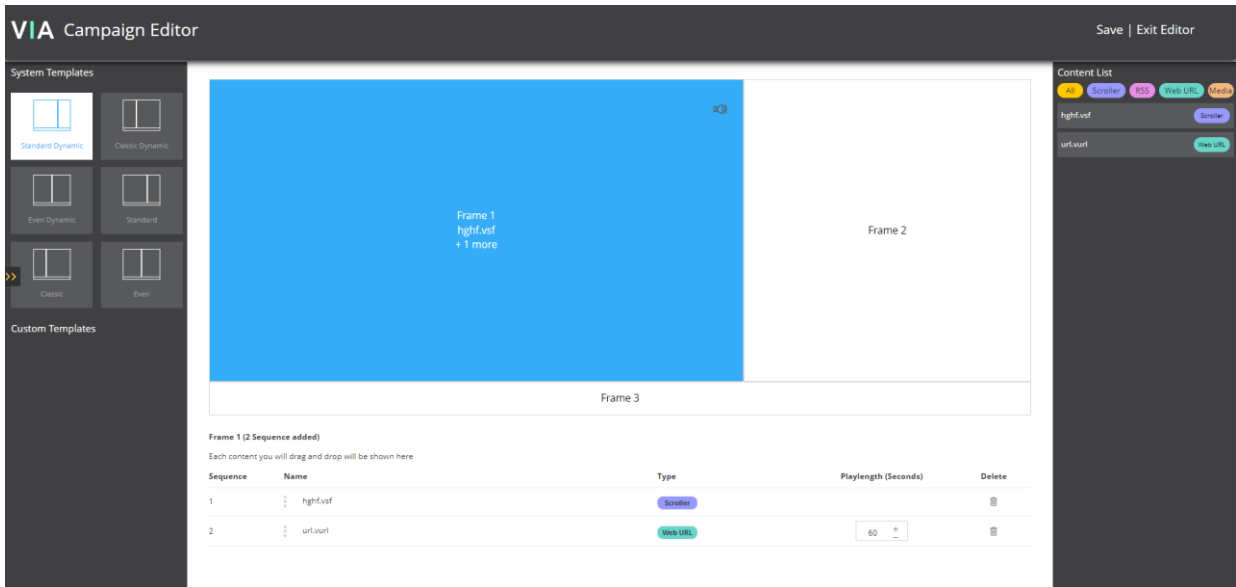 VIA Campaign Editor
Save | Exit Editor
System Templates
Standard Dynamic
Classic Dynamic
Even Dynamic
Standard
Classic
Even
Custom Templates
Frame 1
hghf.vsf
+ 1 more
Frame 2
Frame 3
Frame 1 (2 Sequence added)
Each content you will drag and drop will be shown here
Sequence Name Type Playlength (Seconds) Delete
1 hghf.vsf Scroller
2 url.vurl Web URL 60 + −
Content List
All Scroller RSS Web URL Media
hghf.vsf Scroller
url.vurl Web URL